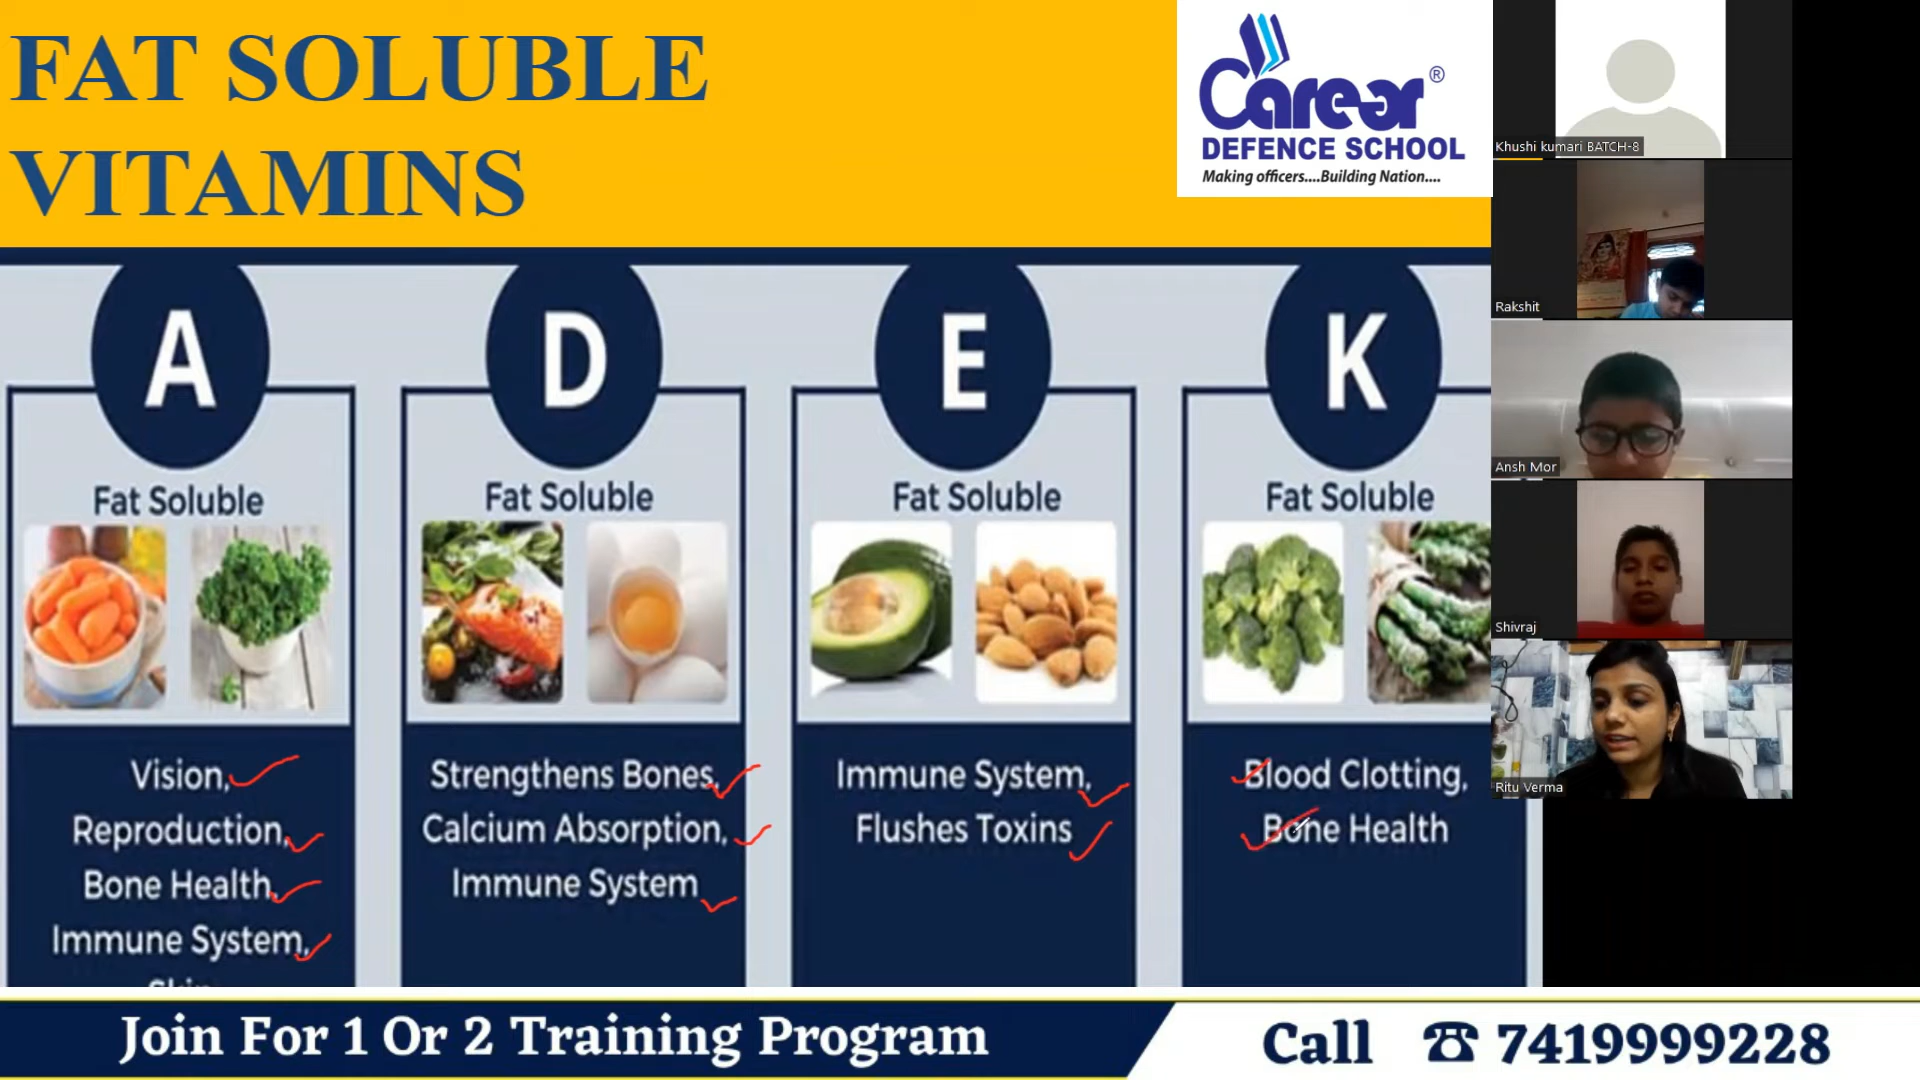 FAT SOLUBLE
VITAMINS
Career®
DEFENCE SCHOOL
Making officers....Building Nation....
A
Fat Soluble
Vision,
Reproduction,
Bone Health,
Immune System,
Skin
D
Fat Soluble
Strengthens Bones,
Calcium Absorption,
Immune System
E
Fat Soluble
Immune System,
Flushes Toxins
K
Fat Soluble
Blood Clotting,
Bone Health
Khushi kumari BATCH-8
Rakshit
Ansh Mor
Shivraj
Ritu Verma
Join For 1 Or 2 Training Program
Call ☎ 7419999228